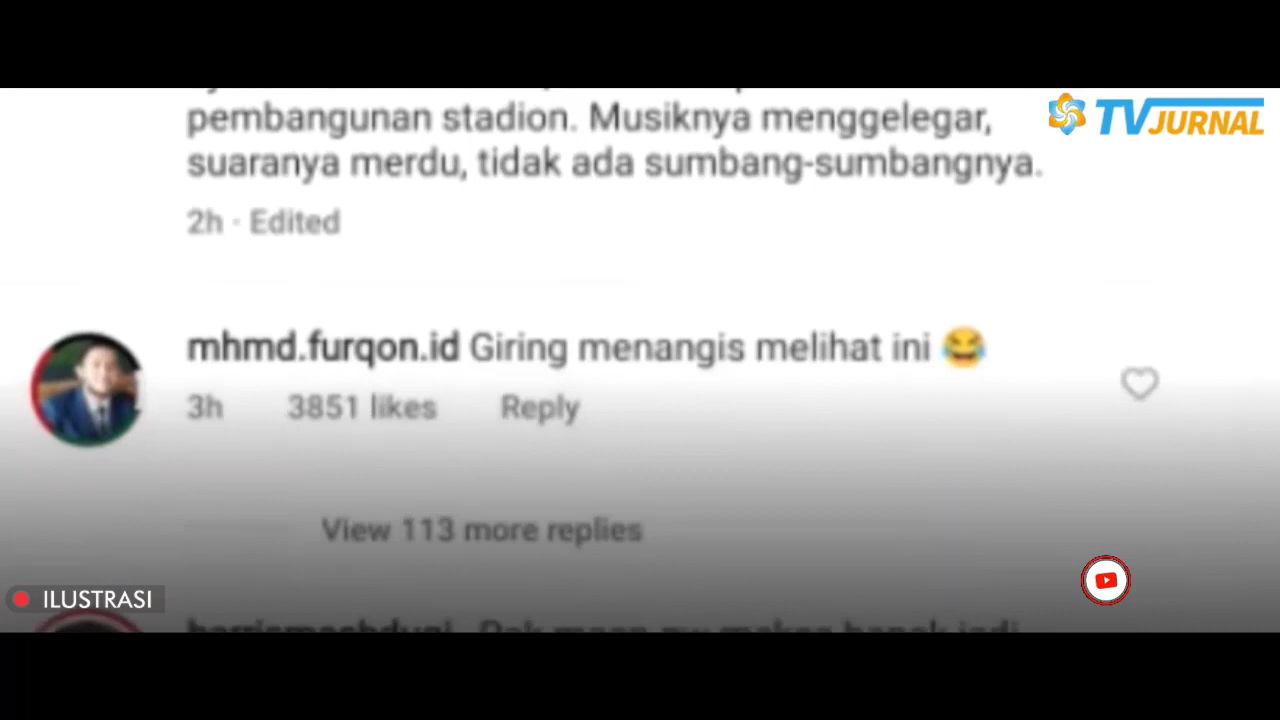 pembangunan stadion. Musiknya menggelegar,
TVJURNAL
suaranya merdu, tidak ada sumbang-sumbangnya.
2h · Edited
mhmd.furqon.id Giring menangis melihat ini 😂
3h 3851 likes Reply
View 113 more replies
ILUSTRASI